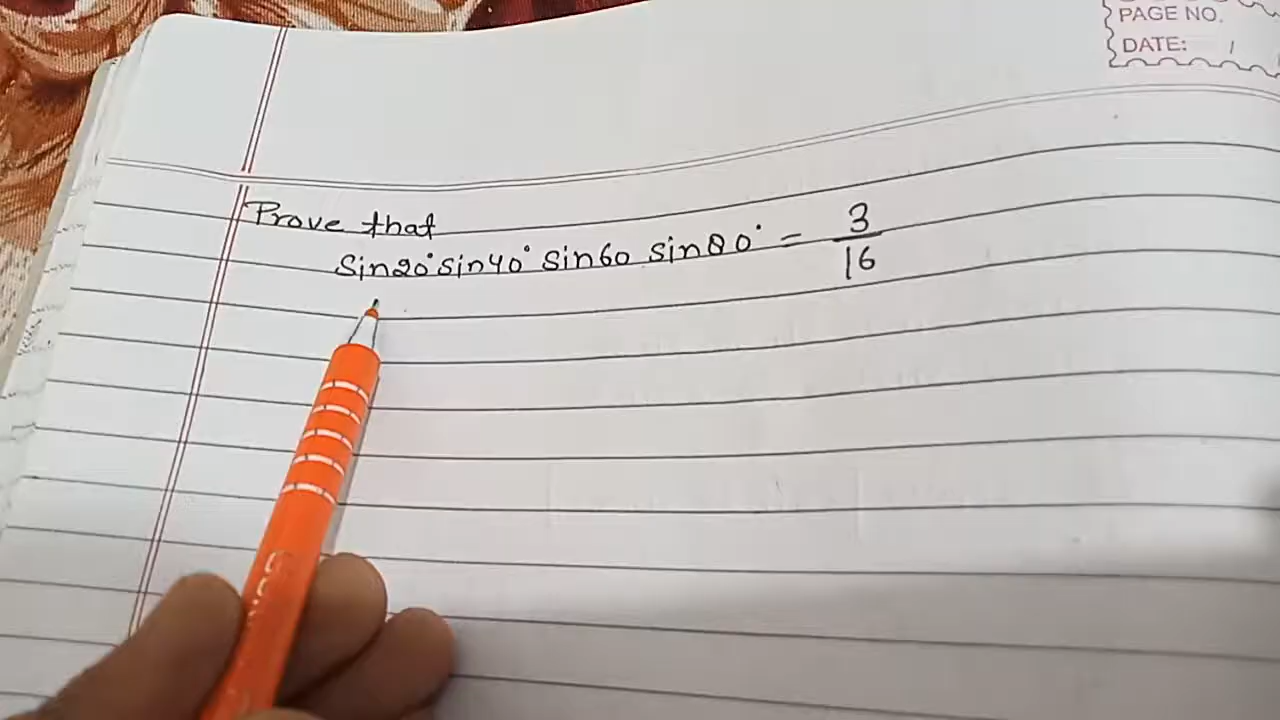 PAGE NO.
DATE: /
Prove that
sin20° sin40° sin60 sin80° = 3/16